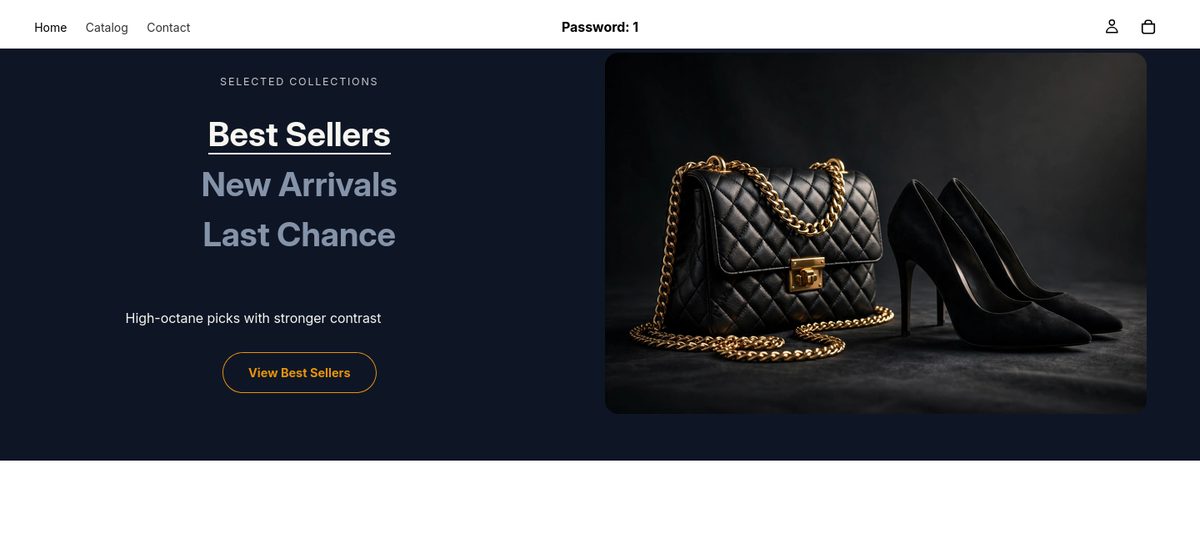 Home Catalog Contact Password: 1
SELECTED COLLECTIONS
Best Sellers
New Arrivals
Last Chance
High-octane picks with stronger contrast
View Best Sellers